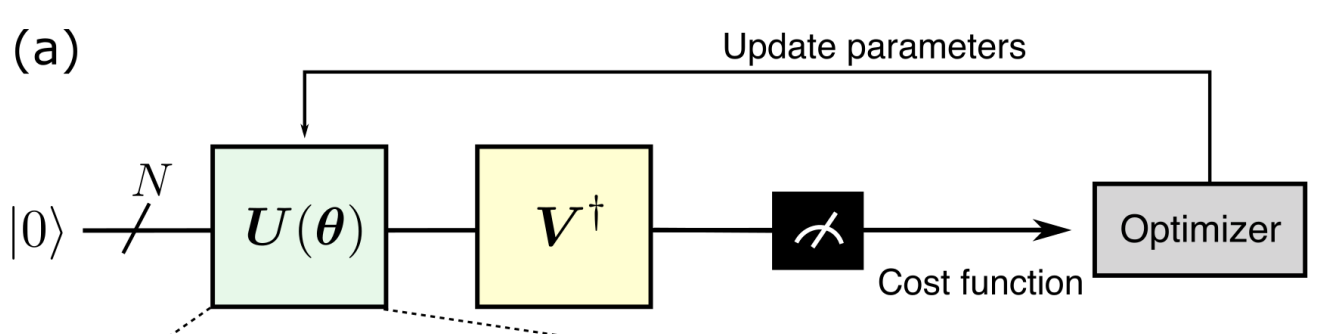 (a)
Update parameters
N
|0⟩
U(θ)
V†
Optimizer
Cost function